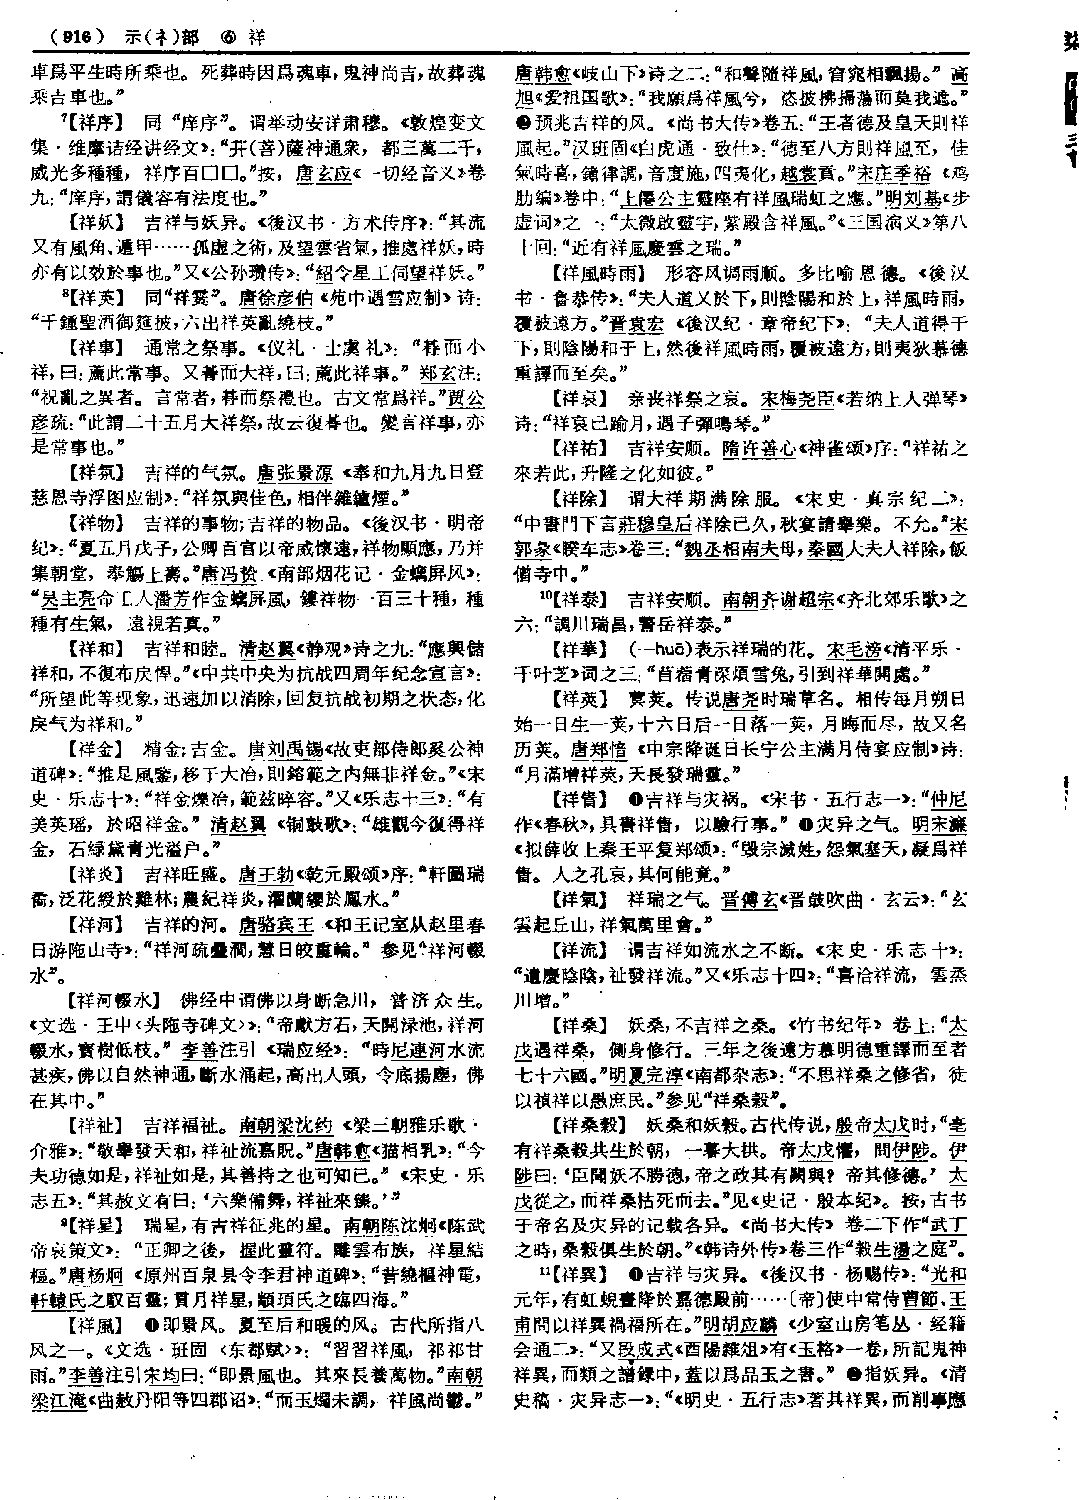 （916） 示(礻)部 ⑥ 祥
車爲平生時所乘也。死葬時因爲魂車，鬼神尚吉，故葬魂
乘吉車也。”
⁷【祥序】 同“庠序”。谓举动安详肃穆。《敦煌变文
集·维摩诘经讲经文》：“菩(菩)薩神通衆，都三萬二千，
威光多種種，祥序百囗囗。”按，唐玄应《一切经音义》卷
九：“庠序，謂儀容有法度也。”
【祥妖】 吉祥与妖异。《後汉书·方术传序》：“其流
又有風角、遁甲……孤虚之術，及望雲省氣，推處祥妖，時
亦有以效於事也。”又《公孙瓒传》：“紹令星工伺望祥妖。”
⁸【祥英】 同“祥霙”。唐徐彦伯《苑中遇雪应制》诗：
“千鍾聖酒御筵披，六出祥英亂繞枝。”
【祥事】 通常之祭事。《仪礼·士虞礼》：“朞而小
祥，曰：薦此常事。又朞而大祥，曰：薦此祥事。”郑玄注：
“祝亂之異者。言常者，朞而祭禮也。古文常爲祥。”贾公
彦疏：“此謂二十五月大祥祭，故云復朞也。變言祥事，亦
是常事也。”
【祥氛】 吉祥的气氛。唐张景源《奉和九月九日登
慈恩寺浮图应制》：“祥氛與佳色，相伴雜鑪煙。”
【祥物】 吉祥的事物；吉祥的物品。《後汉书·明帝
纪》：“夏五月戊子，公卿百官以帝威懷遠，祥物顯應，乃并
集朝堂，奉觴上壽。”唐冯贽《南部烟花记·金螭屏风》：
“吴主亮命工人潘芳作金螭屏風，鏤祥物一百三十種，種
種有生氣，遠視若真。”
【祥和】 吉祥和睦。清赵翼《静观》诗之九：“應興儲
祥和，不復布戾悍。”《中共中央为抗战四周年纪念宣言》：
“所望此等现象，迅速加以消除，回复抗战初期之状态，化
戾气为祥和。”
【祥金】 精金；吉金。唐刘禹锡《故吏部侍郎奚公神
道碑》：“推是風鑒，移于大冶，則鎔範之内無非祥金。”《宋
史·乐志十》：“祥金爍冶，範兹晬容。”又《乐志十三》：“有
美英瑶，於昭祥金。”清赵翼《铜鼓歌》：“雄觀今復得祥
金，石緑黛青光溢户。”
【祥炎】 吉祥旺盛。唐王勃《乾元殿颂》序：“軒圖瑞
矞，泛花綬於雞林；農紀祥炎，濯蘭纓於鳳水。”
【祥河】 吉祥的河。唐骆宾王《和王记室从赵里春
日游陁山寺》：“祥河疏疊澗，慧日皎重輪。”参见“祥河輟
水”。
【祥河輟水】 佛经中谓佛以身断急川，普济众生。
《文选·王屮〈头陁寺碑文〉》：“帝獻方石，天開渌池，祥河
輟水，寶樹低枝。”李善注引《瑞应经》：“時尼連河水流
甚疾，佛以自然神通，斷水涌起，高出人頭，令底揚塵，佛
在其中。”
【祥祉】 吉祥福祉。南朝梁沈约《梁三朝雅乐歌·
介雅》：“敬舉發天和，祥祉流嘉貺。”唐韩愈《猫相乳》：“今
夫功德如是，祥祉如是，其善持之也可知已。”《宋史·乐
志五》：“其赦文有曰：‘六樂備舞，祥祉來臻。’”
⁹【祥星】 瑞星，有吉祥征兆的星。南朝陈沈炯《陈武
帝哀策文》：“正卿之後，握此靈符。雕雲布族，祥星結
樞。”唐杨炯《原州百泉县令李君神道碑》：“昔繞樞神電，
軒轅氏之馭百靈；貫月祥星，顓頊氏之臨四海。”
【祥風】 ❶即景风。夏至后和暖的风。古代所指八
风之一。《文选·班固〈东都赋〉》：“習習祥風，祁祁甘
雨。”李善注引宋均曰：“即景風也。其來長養萬物。”南朝
梁江淹《曲赦丹阳等四郡诏》：“而玉燭未調，祥風尚鬱。”
唐韩愈《岐山下》诗之二：“和聲隨祥風，窅窕相飄揚。”高
旭《爱祖国歌》：“我願爲祥風兮，恣披拂掃蕩而莫我遮。”
❷预兆吉祥的风。《尚书大传》卷五：“王者德及皇天則祥
風起。”汉班固《白虎通·致仕》：“德至八方則祥風至，佳
氣時喜，鐘律調，音度施，四夷化，越裳貢。”宋庄季裕《鸡
肋编》卷中：“上僊公主靈座有祥風瑞虹之應。”明刘基《步
虚词》之一：“太微啟靈宇，紫殿含祥風。”《三国演义》第八
十回：“近有祥風慶雲之瑞。”
【祥風時雨】 形容风调雨顺。多比喻恩德。《後汉
书·鲁恭传》：“夫人道乂於下，則陰陽和於上，祥風時雨，
覆被遠方。”晋袁宏《後汉纪·章帝纪下》：“夫人道得于
下，則陰陽和于上，然後祥風時雨，覆被遠方，則夷狄慕德
重譯而至矣。”
【祥哀】 亲丧祥祭之哀。宋梅尧臣《若纳上人弹琴》
诗：“祥哀已踰月，遇子彈鳴琴。”
【祥祐】 吉祥安顺。隋许善心《神雀颂》序：“祥祐之
來若此，升隆之化如彼。”
【祥除】 谓大祥期满除服。《宋史·真宗纪二》：
“中書門下言莊穆皇后祥除已久，秋宴請舉樂。不允。”宋
郭彖《睽车志》卷三：“魏丞相南夫母，秦國人夫人祥除，飯
僧寺中。”
¹⁰【祥泰】 吉祥安顺。南朝齐谢超宗《齐北郊乐歌》之
六：“調川瑞昌，警岳祥泰。”
【祥華】 (—huā)表示祥瑞的花。宋毛滂《清平乐·
千叶芝》词之三：“苜蓿青深煩雪兔，引到祥華開處。”
【祥莢】 蓂荚。传说唐尧时瑞草名。相传每月朔日
始一日生一荚，十六日后一日落一荚，月晦而尽，故又名
历荚。唐郑愔《中宗降诞日长宁公主满月侍宴应制》诗：
“月滿增祥莢，天長發瑞靈。”
【祥眚】 ❶吉祥与灾祸。《宋书·五行志一》：“仲尼
作《春秋》，具書祥眚，以驗行事。”❷灾异之气。明宋濂
《拟薛收上秦王平复郑颂》：“毁宗滅姓，怨氣塞天，凝爲祥
眚。人之孔哀，其何能竟。”
【祥氣】 祥瑞之气。晋傅玄《晋鼓吹曲·玄云》：“玄
雲起丘山，祥氣萬里會。”
【祥流】 谓吉祥如流水之不断。《宋史·乐志十》：
“遺慶陰陰，祉發祥流。”又《乐志十四》：“喜洽祥流，雲烝
川增。”
【祥桑】 妖桑，不吉祥之桑。《竹书纪年》卷上：“太
戊遇祥桑，側身修行。三年之後遠方慕明德重譯而至者
七十六國。”明夏完淳《南都杂志》：“不思祥桑之修省，徒
以禎祥以愚庶民。”参见“祥桑穀”。
【祥桑穀】 妖桑和妖穀。古代传说，殷帝太戊时，“亳
有祥桑穀共生於朝，一暮大拱。帝太戊懼，問伊陟。伊
陟曰：‘臣聞妖不勝德，帝之政其有闕與？帝其修德。’太
戊從之，而祥桑枯死而去。”见《史记·殷本纪》。按，古书
于帝名及灾异的记载各异。《尚书大传》卷二下作“武丁
之時，桑穀俱生於朝。”《韩诗外传》卷三作“穀生湯之庭”。
¹¹【祥異】 ❶吉祥与灾异。《後汉书·杨赐传》：“光和
元年，有虹蜺晝降於嘉德殿前……〔帝〕使中常侍曹節、王
甫問以祥異禍福所在。”明胡应麟《少室山房笔丛·经籍
会通二》：“又段成式《酉陽雜俎》有《玉格》一卷，所記鬼神
祥異，而類之譜錄中，蓋以爲品玉之書。”❷指妖异。《清
史稿·灾异志一》：“《明史·五行志》著其祥異，而削事應